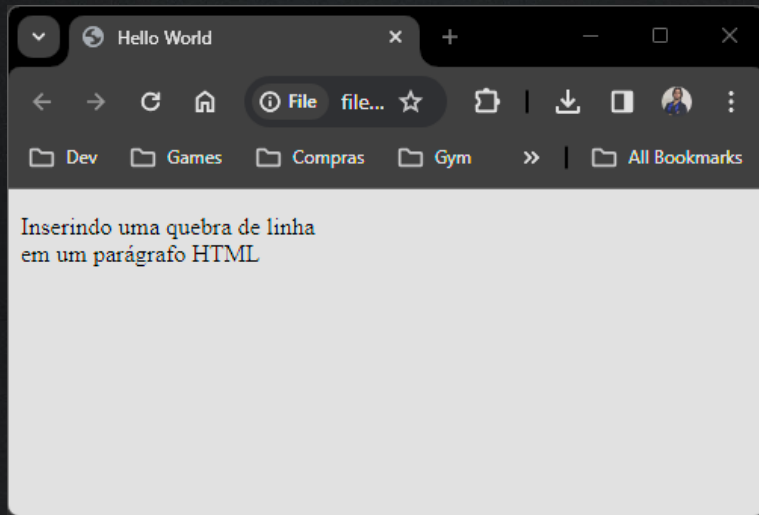 Hello World
File file...
Dev Games Compras Gym » All Bookmarks
Inserindo uma quebra de linha
em um parágrafo HTML